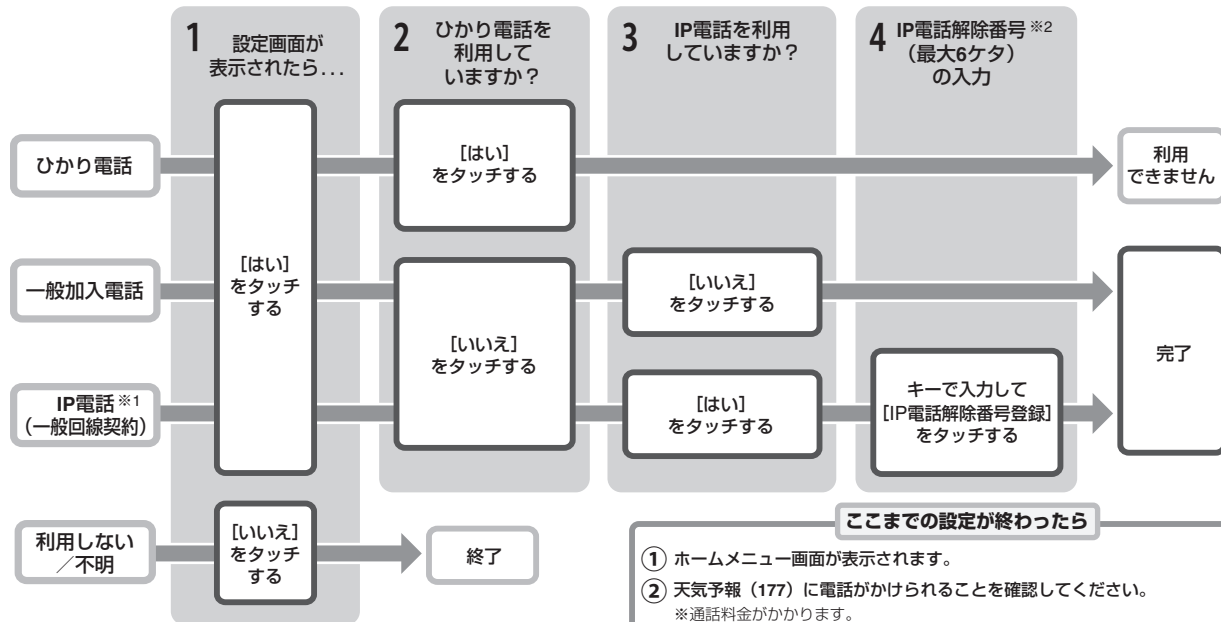 1 設定画面が
表示されたら...
2 ひかり電話を
利用して
いますか？
3 IP電話を利用
していますか？
4 IP電話解除番号※2
（最大6ケタ）
の入力
ひかり電話
[はい]
をタッチする
利用
できません
[はい]
をタッチ
する
一般加入電話
[いいえ]
をタッチする
[いいえ]
をタッチする
完了
IP電話※1
（一般回線契約）
[はい]
をタッチする
キーで入力して
[IP電話解除番号登録]
をタッチする
利用しない
／不明
[いいえ]
をタッチ
する
終了
ここまでの設定が終わったら
① ホームメニュー画面が表示されます。
② 天気予報（177）に電話がかけられることを確認してください。
※通話料金がかかります。